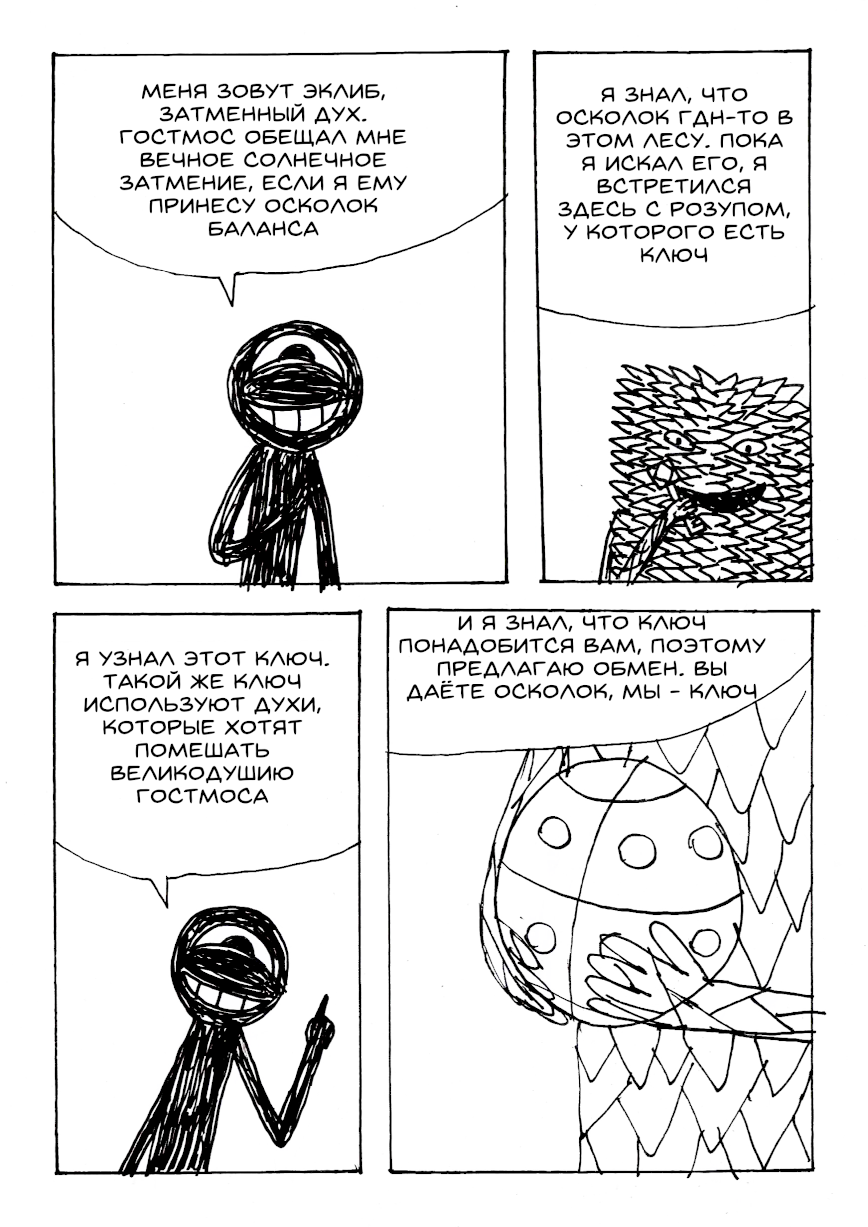 МЕНЯ ЗОВУТ ЭКЛИБ,
ЗАТМЕННЫЙ ДУХ.
ГОСТМОС ОБЕЩАЛ МНЕ
ВЕЧНОЕ СОЛНЕЧНОЕ
ЗАТМЕНИЕ, ЕСЛИ Я ЕМУ
ПРИНЕСУ ОСКОЛОК
БАЛАНСА
Я ЗНАЛ, ЧТО
ОСКОЛОК ГДН-ТО В
ЭТОМ ЛЕСУ. ПОКА
Я ИСКАЛ ЕГО, Я
ВСТРЕТИЛСЯ
ЗДЕСЬ С РОЗУПОМ,
У КОТОРОГО ЕСТЬ
КЛЮЧ
Я УЗНАЛ ЭТОТ КЛЮЧ.
ТАКОЙ ЖЕ КЛЮЧ
ИСПОЛЬЗУЮТ ДУХИ,
КОТОРЫЕ ХОТЯТ
ПОМЕШАТЬ
ВЕЛИКОДУШИЮ
ГОСТМОСА
И Я ЗНАЛ, ЧТО КЛЮЧ
ПОНАДОБИТСЯ ВАМ, ПОЭТОМУ
ПРЕДЛАГАЮ ОБМЕН. ВЫ
ДАЁТЕ ОСКОЛОК, МЫ - КЛЮЧ